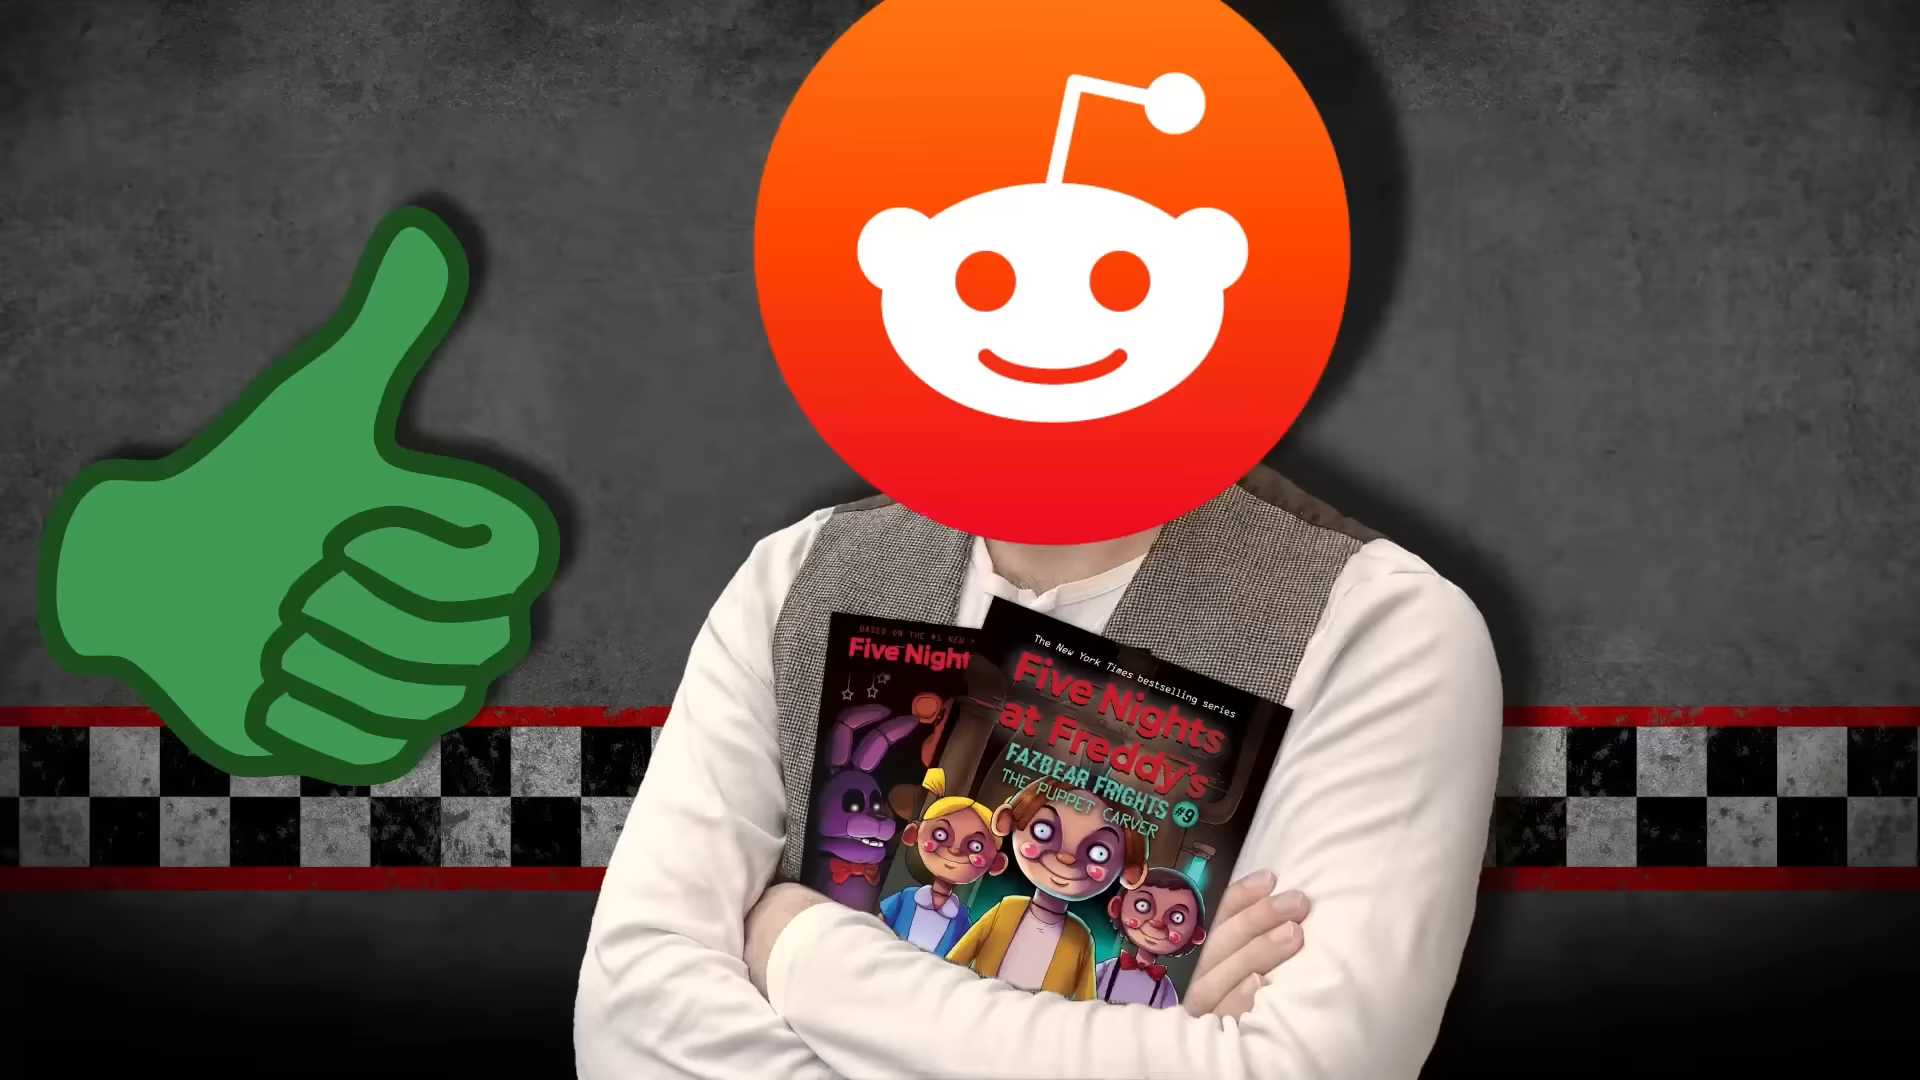 BASED ON THE #1 NEW Y
Five Night
The New York Times bestselling series
Five Nights
at Freddy's
FAZBEAR FRIGHTS #9
THE PUPPET CARVER